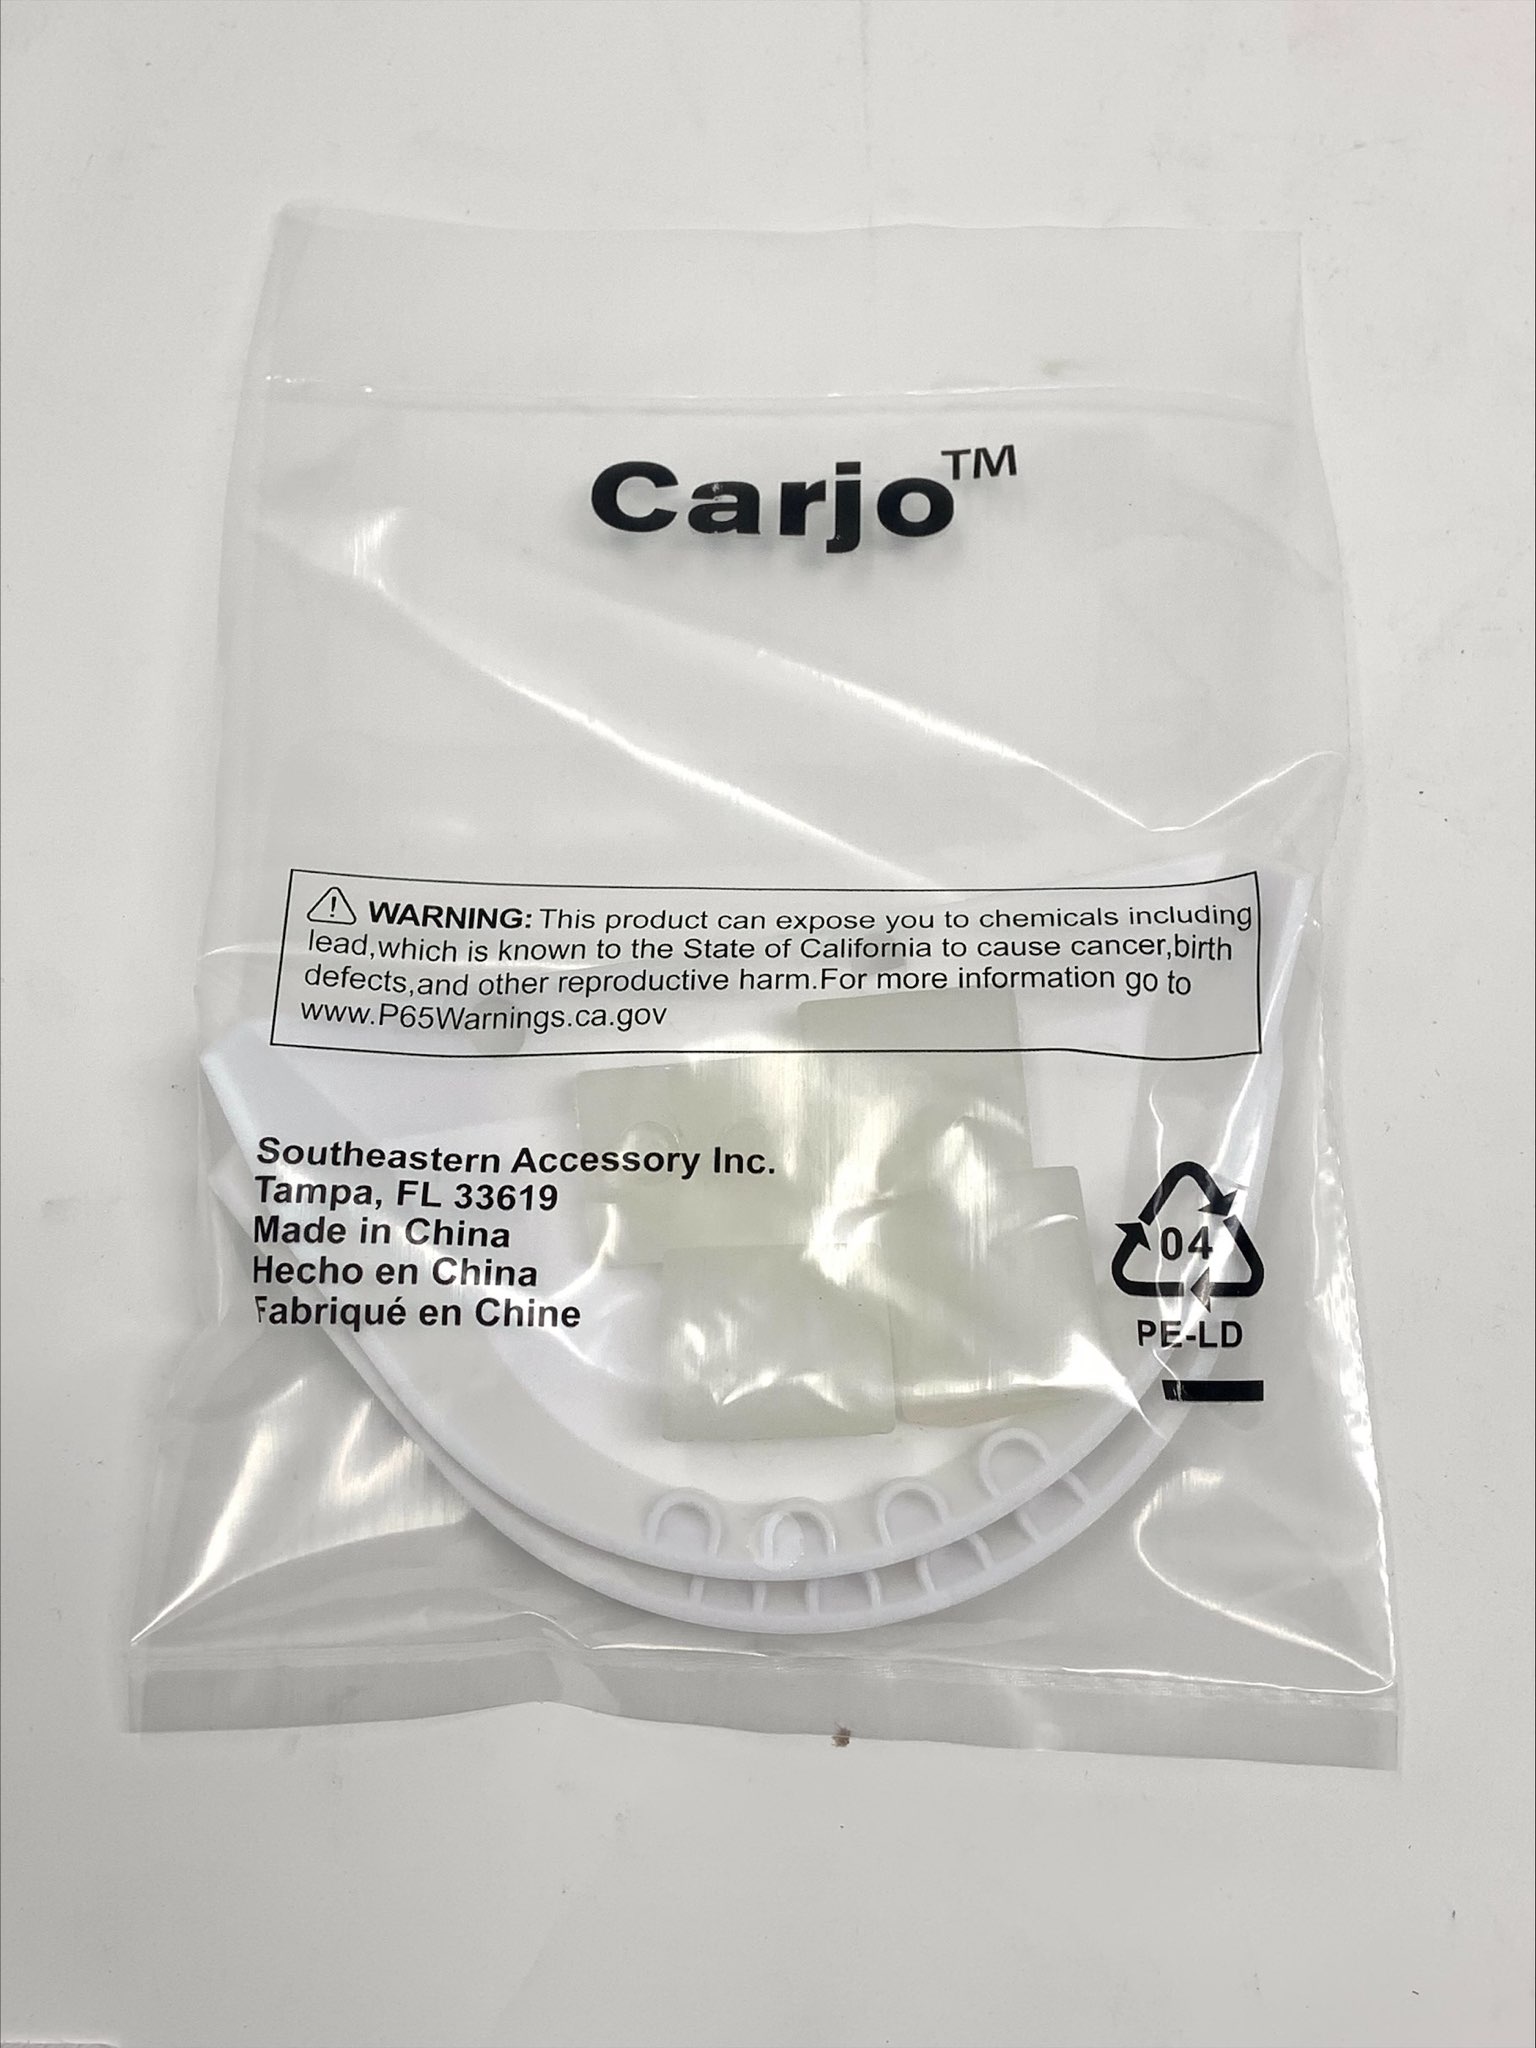 Carjo™
⚠ WARNING: This product can expose you to chemicals including
lead,which is known to the State of California to cause cancer,birth
defects,and other reproductive harm.For more information go to
www.P65Warnings.ca.gov
Southeastern Accessory Inc.
Tampa, FL 33619
Made in China
Hecho en China
Fabriqué en Chine
04
PE-LD